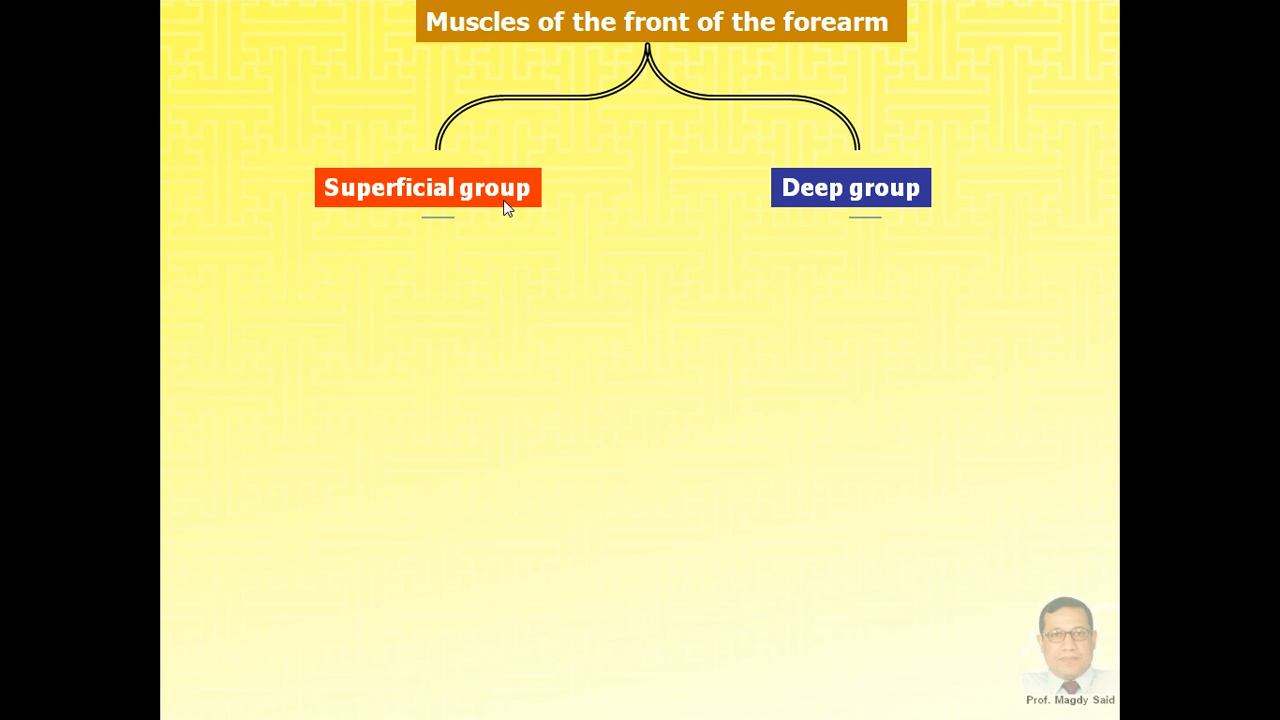 Muscles of the front of the forearm
Superficial group
Deep group
Prof. Magdy Said